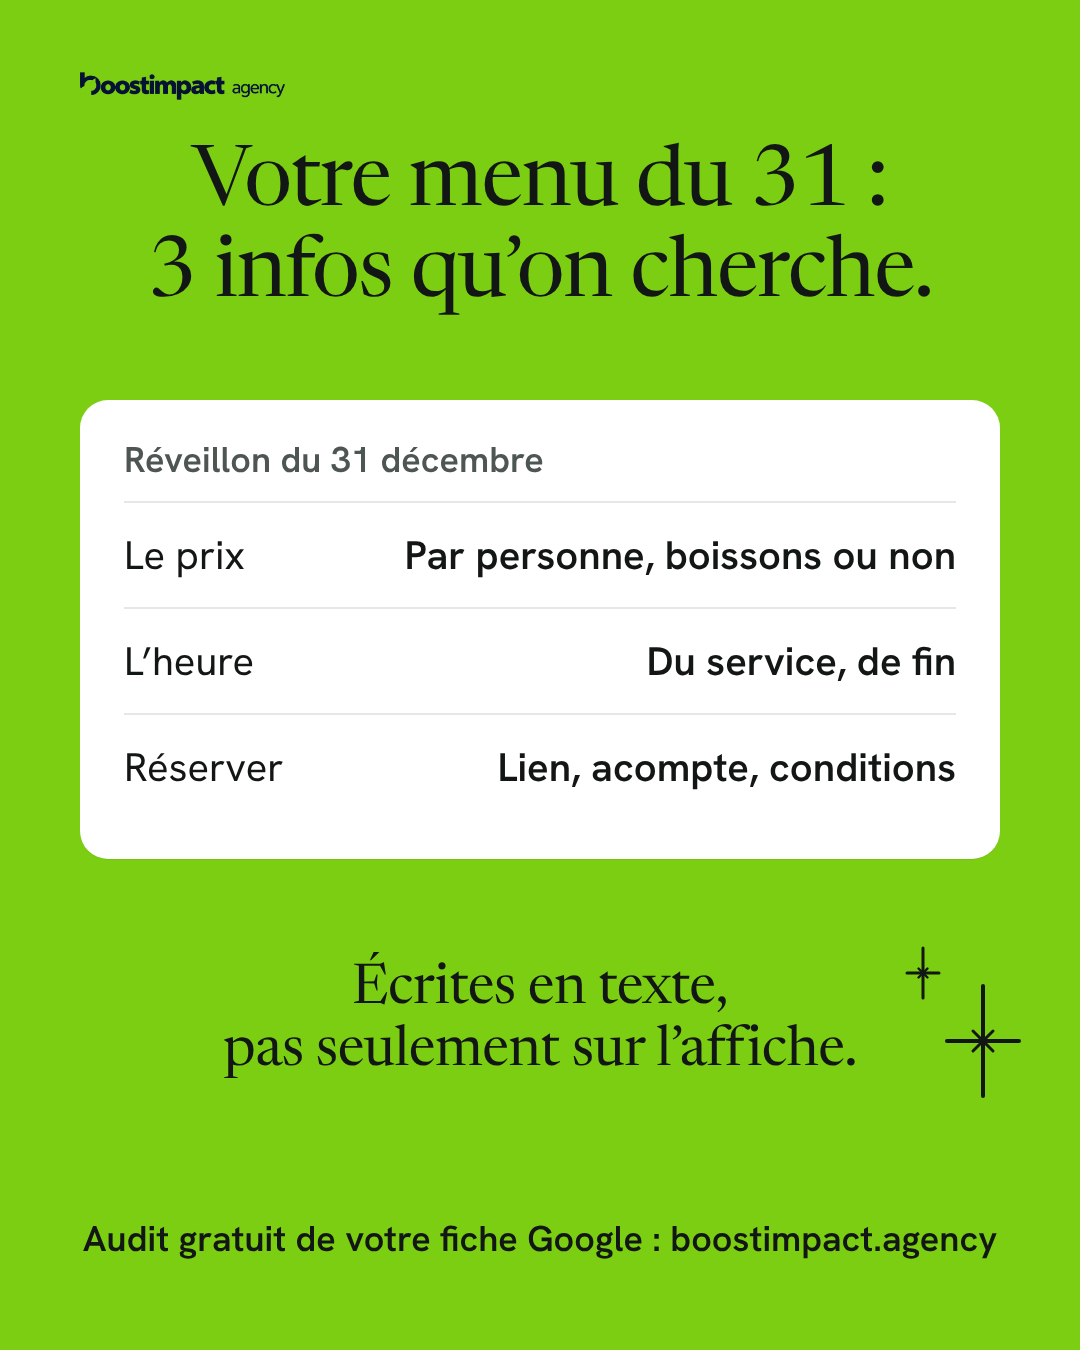 boostimpact agency
Votre menu du 31 :
3 infos qu’on cherche.
Réveillon du 31 décembre
Le prix Par personne, boissons ou non
L’heure Du service, de fin
Réserver Lien, acompte, conditions
Écrites en texte,
pas seulement sur l’affiche.
Audit gratuit de votre fiche Google : boostimpact.agency